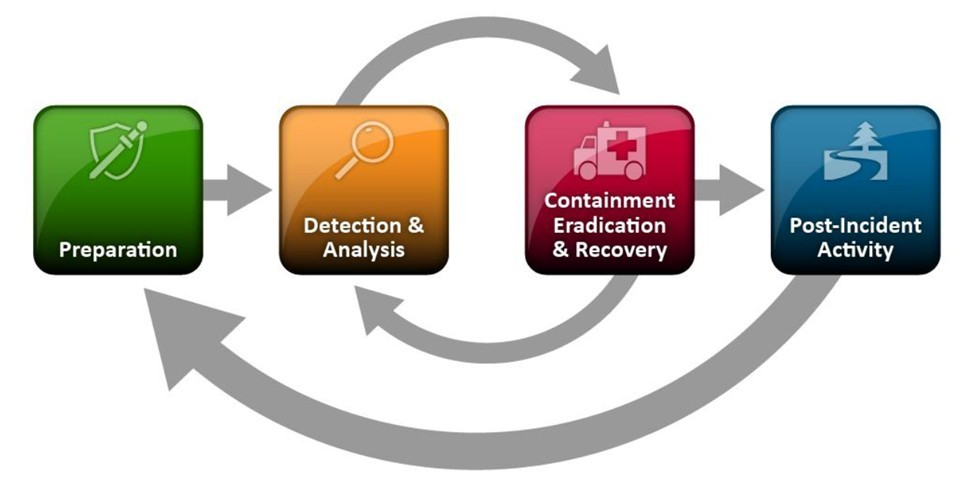 Preparation
Detection &
Analysis
Containment
Eradication
& Recovery
Post-Incident
Activity